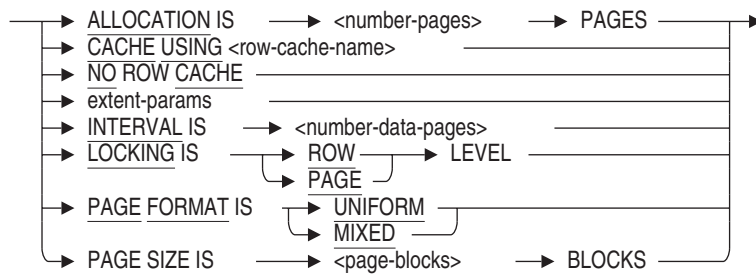 ALLOCATION IS <number-pages> PAGES
CACHE USING <row-cache-name>
NO ROW CACHE
extent-params
INTERVAL IS <number-data-pages>
LOCKING IS ROW LEVEL
PAGE
PAGE FORMAT IS UNIFORM
MIXED
PAGE SIZE IS <page-blocks> BLOCKS